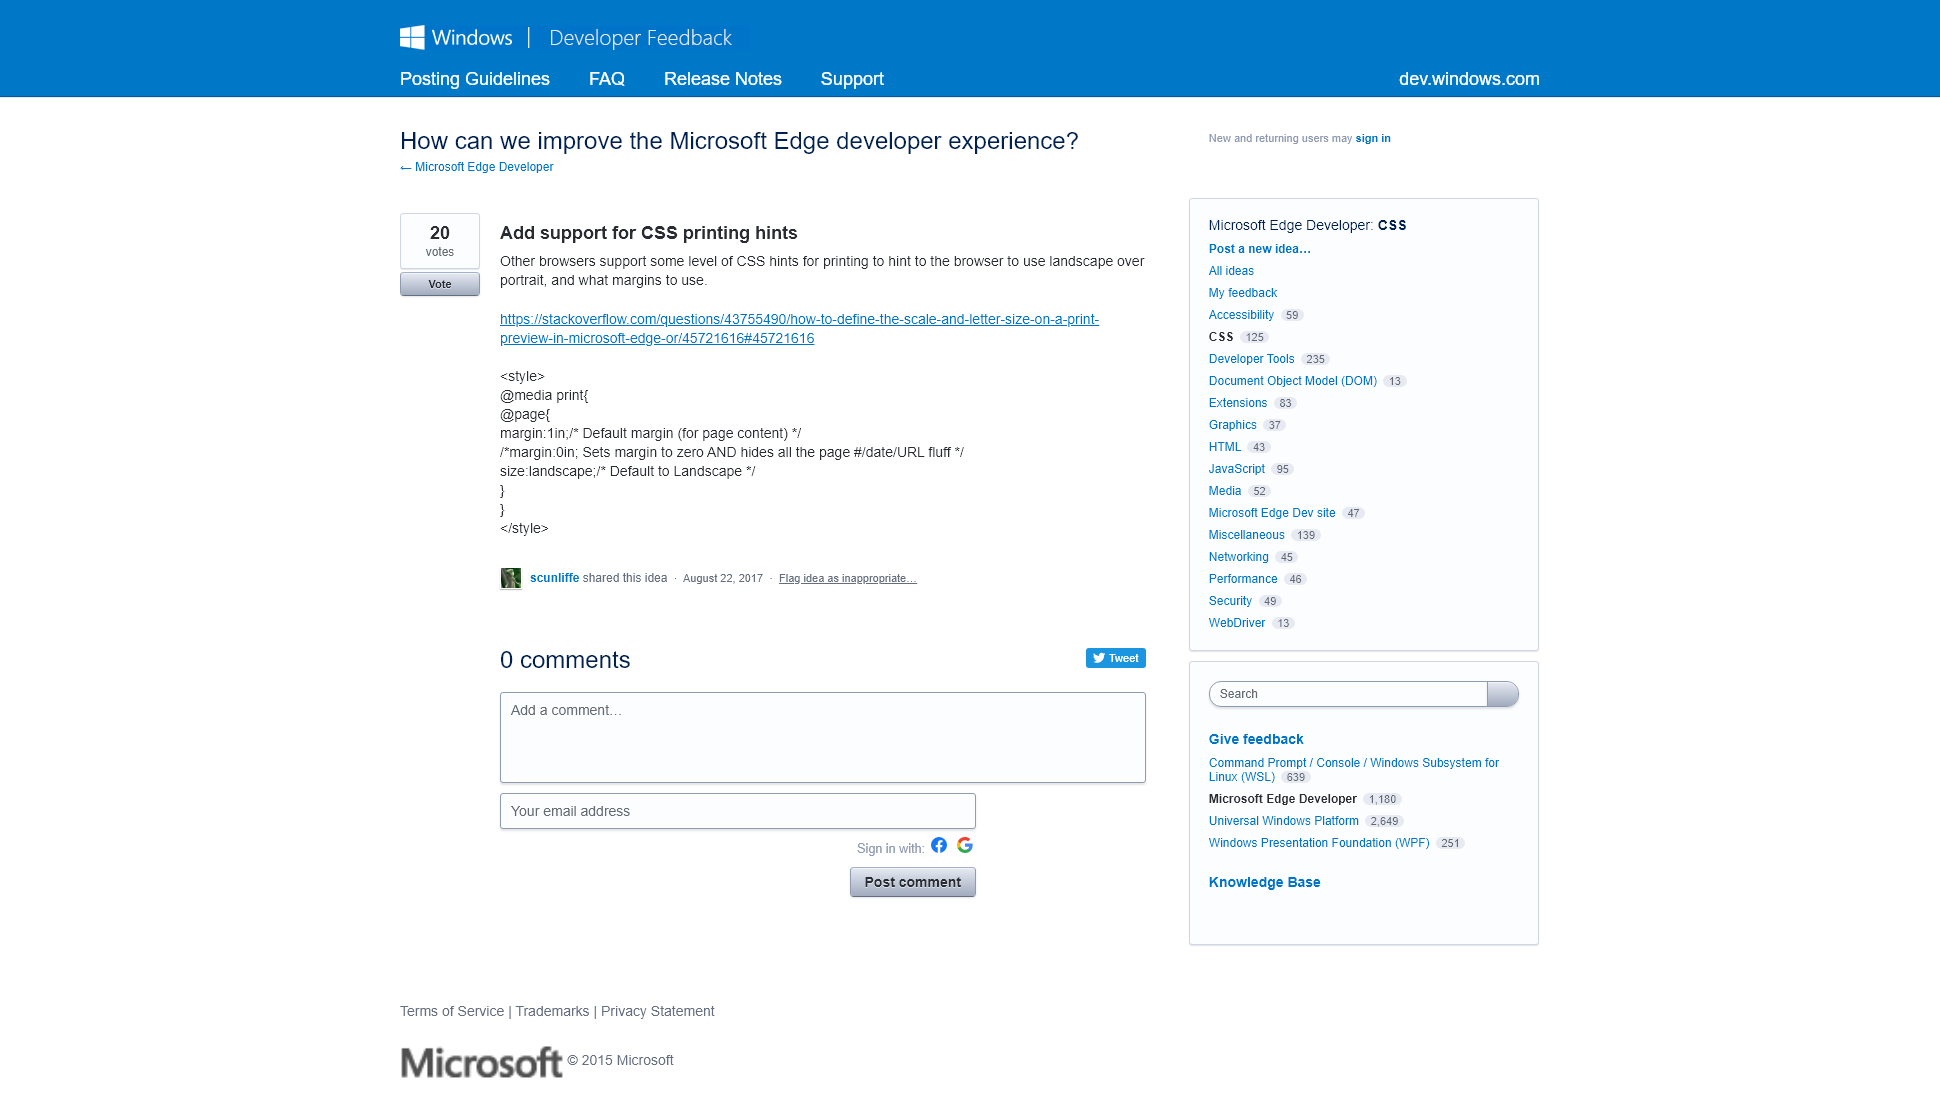 Windows | Developer Feedback
Posting Guidelines FAQ Release Notes Support dev.windows.com
How can we improve the Microsoft Edge developer experience?
← Microsoft Edge Developer
New and returning users may sign in
20
votes
Vote
Add support for CSS printing hints
Other browsers support some level of CSS hints for printing to hint to the browser to use landscape over
portrait, and what margins to use.
https://stackoverflow.com/questions/43755490/how-to-define-the-scale-and-letter-size-on-a-print-
preview-in-microsoft-edge-or/45721616#45721616
<style>
@media print{
@page{
margin:1in;/* Default margin (for page content) */
/*margin:0in; Sets margin to zero AND hides all the page #/date/URL fluff */
size:landscape;/* Default to Landscape */
}
}
</style>
scunliffe shared this idea · August 22, 2017 · Flag idea as inappropriate…
0 comments
Tweet
Add a comment…
Your email address
Sign in with:
Post comment
Microsoft Edge Developer: CSS
Post a new idea…
All ideas
My feedback
Accessibility 59
CSS 125
Developer Tools 235
Document Object Model (DOM) 13
Extensions 83
Graphics 37
HTML 43
JavaScript 95
Media 52
Microsoft Edge Dev site 47
Miscellaneous 139
Networking 45
Performance 46
Security 49
WebDriver 13
Search
Give feedback
Command Prompt / Console / Windows Subsystem for
Linux (WSL) 639
Microsoft Edge Developer 1,180
Universal Windows Platform 2,649
Windows Presentation Foundation (WPF) 251
Knowledge Base
Terms of Service | Trademarks | Privacy Statement
Microsoft © 2015 Microsoft